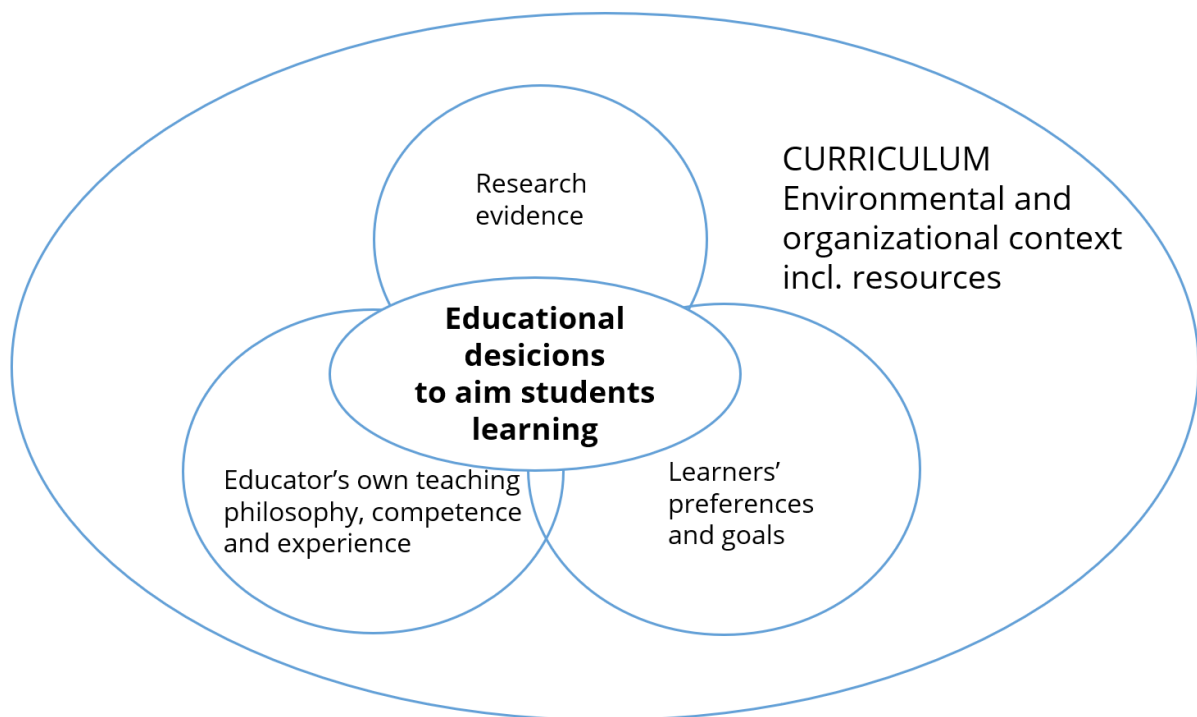 Research
evidence
CURRICULUM
Environmental and
organizational context
incl. resources
Educational
desicions
to aim students
learning
Educator’s own teaching
philosophy, competence
and experience
Learners’
preferences
and goals